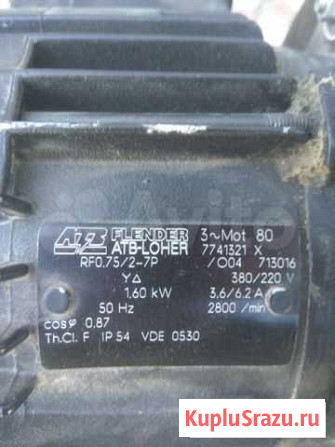 ATB FLENDER 3~Mot 80
ATB-LOHER 7741321 X
RF0.75/2-7P /004 713016
Y∆ 380/220 V
1.60 kW 3.6/6.2 A
50 Hz 2800 /min
cosφ 0.87
Th.Cl. F IP 54 VDE 0530
Avito
KupluSrazu.ru